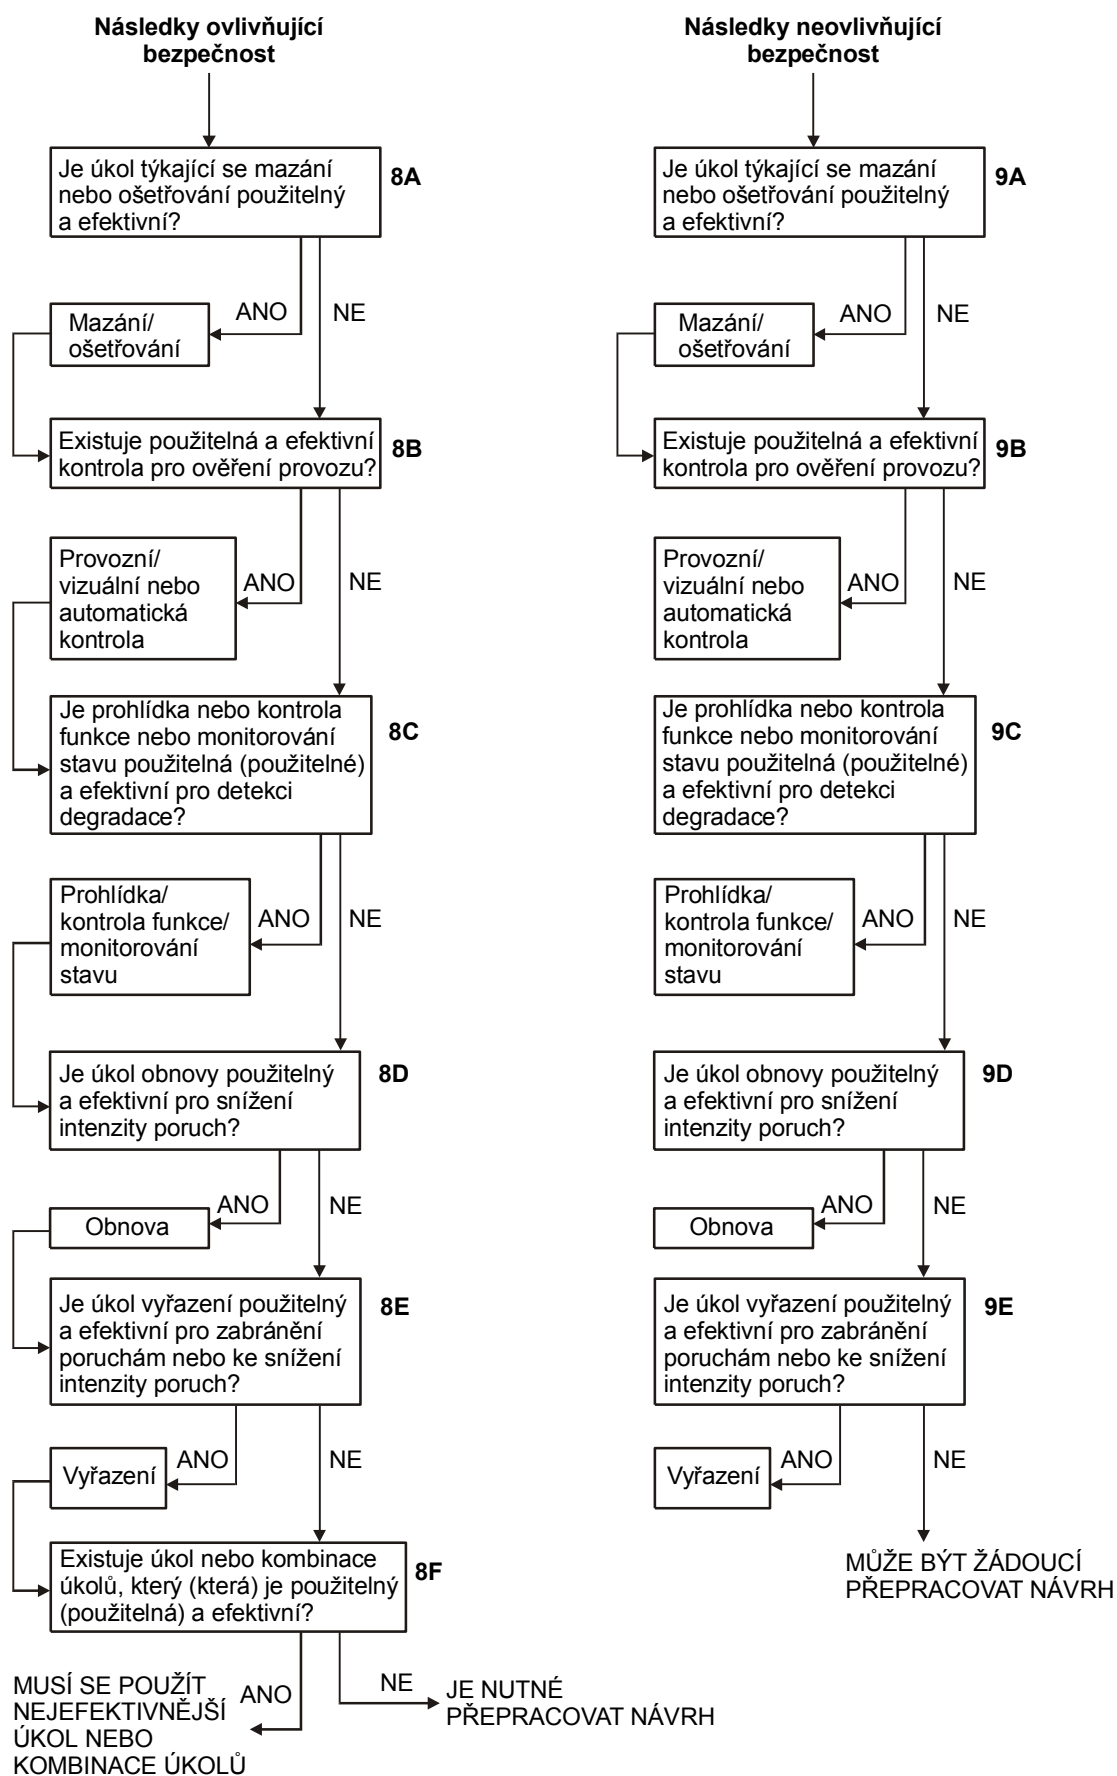 Následky ovlivňující
bezpečnost
Je úkol týkající se mazání
nebo ošetřování použitelný
a efektivní?
8A
ANO
NE
Mazání/
ošetřování
Existuje použitelná a efektivní
kontrola pro ověření provozu?
8B
Provozní/
vizuální nebo
automatická
kontrola
ANO
NE
Je prohlídka nebo kontrola
funkce nebo monitorování
stavu použitelná (použitelné)
a efektivní pro detekci
degradace?
8C
Prohlídka/
kontrola funkce/
monitorování
stavu
ANO
NE
Je úkol obnovy použitelný
a efektivní pro snížení
intenzity poruch?
8D
ANO
NE
Obnova
Je úkol vyřazení použitelný
a efektivní pro zabránění
poruchám nebo ke snížení
intenzity poruch?
8E
ANO
NE
Vyřazení
Existuje úkol nebo kombinace
úkolů, který (která) je použitelný
(použitelná) a efektivní?
8F
MUSÍ SE POUŽÍT
NEJEFEKTIVNĚJŠÍ
ÚKOL NEBO
KOMBINACE ÚKOLŮ
ANO
NE
JE NUTNÉ
PŘEPRACOVAT NÁVRH
Následky neovlivňující
bezpečnost
Je úkol týkající se mazání
nebo ošetřování použitelný
a efektivní?
9A
ANO
NE
Mazání/
ošetřování
Existuje použitelná a efektivní
kontrola pro ověření provozu?
9B
Provozní/
vizuální nebo
automatická
kontrola
ANO
NE
Je prohlídka nebo kontrola
funkce nebo monitorování
stavu použitelná (použitelné)
a efektivní pro detekci
degradace?
9C
Prohlídka/
kontrola funkce/
monitorování
stavu
ANO
NE
Je úkol obnovy použitelný
a efektivní pro snížení
intenzity poruch?
9D
ANO
NE
Obnova
Je úkol vyřazení použitelný
a efektivní pro zabránění
poruchám nebo ke snížení
intenzity poruch?
9E
ANO
NE
Vyřazení
MŮŽE BÝT ŽÁDOUCÍ
PŘEPRACOVAT NÁVRH